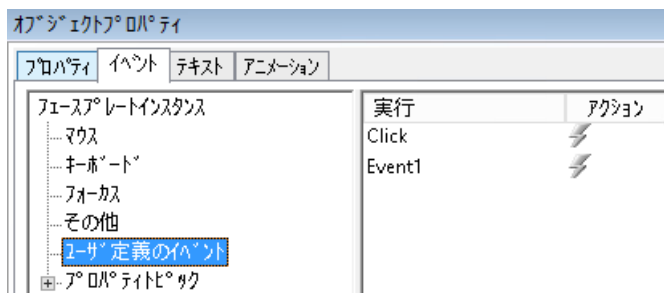 ｵﾌﾞｼﾞｪｸﾄﾌﾟﾛﾊﾟﾃｨ
ﾌﾟﾛﾊﾟﾃｨ ｲﾍﾞﾝﾄ ﾃｷｽﾄ ｱﾆﾒｰｼｮﾝ
ﾌｪｰｽﾌﾟﾚｰﾄｲﾝｽﾀﾝｽ
ﾏｳｽ
ｷｰﾎﾞｰﾄﾞ
ﾌｫｰｶｽ
その他
ﾕｰｻﾞ定義のｲﾍﾞﾝﾄ
ﾌﾟﾛﾊﾟﾃｨﾄﾋﾟｯｸ
実行 ｱｸｼｮﾝ
Click
Event1